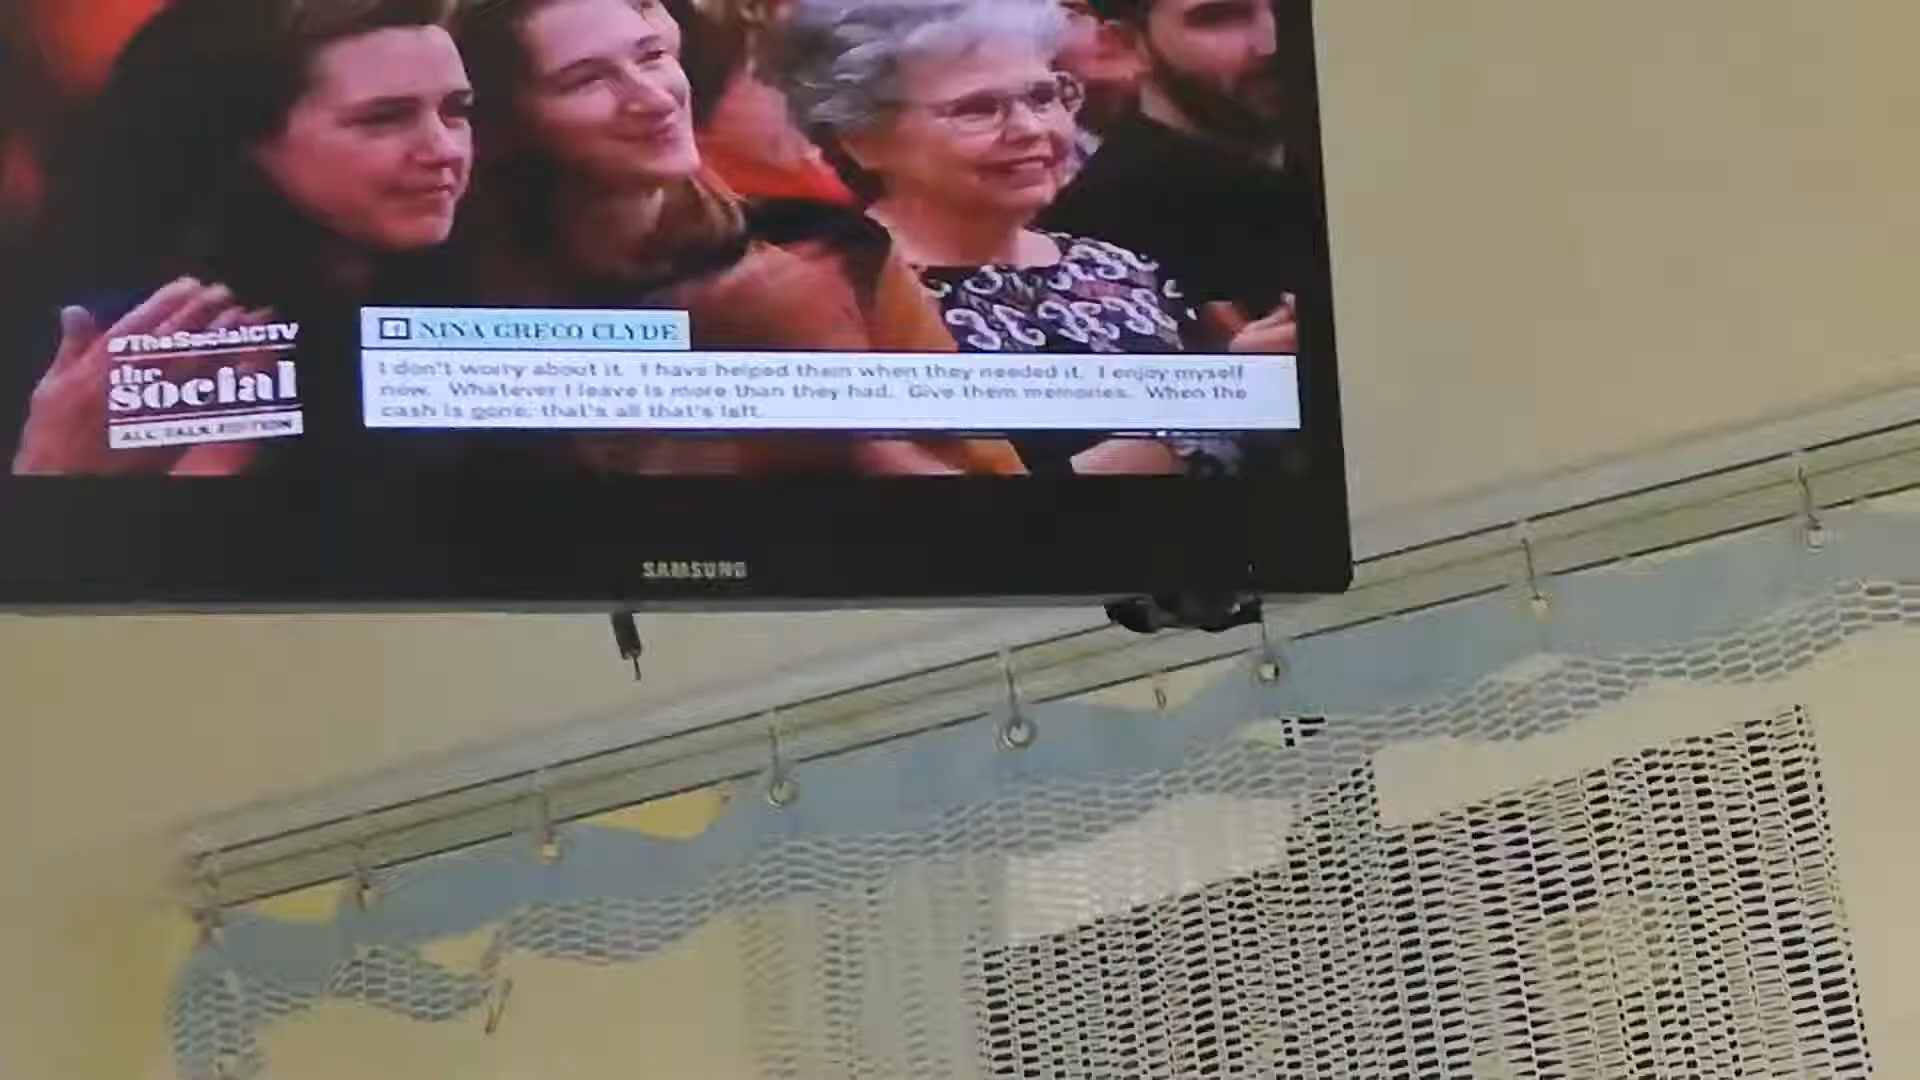 #TheSocialCTV
the
social
ALL TALK EDITION
f NINA GRECO CLYDE
I don't worry about it. I have helped them when they needed it. I enjoy myself
now. Whatever I leave is more than they had. Give them memories. When the
cash is gone, that's all that's left.
SAMSUNG